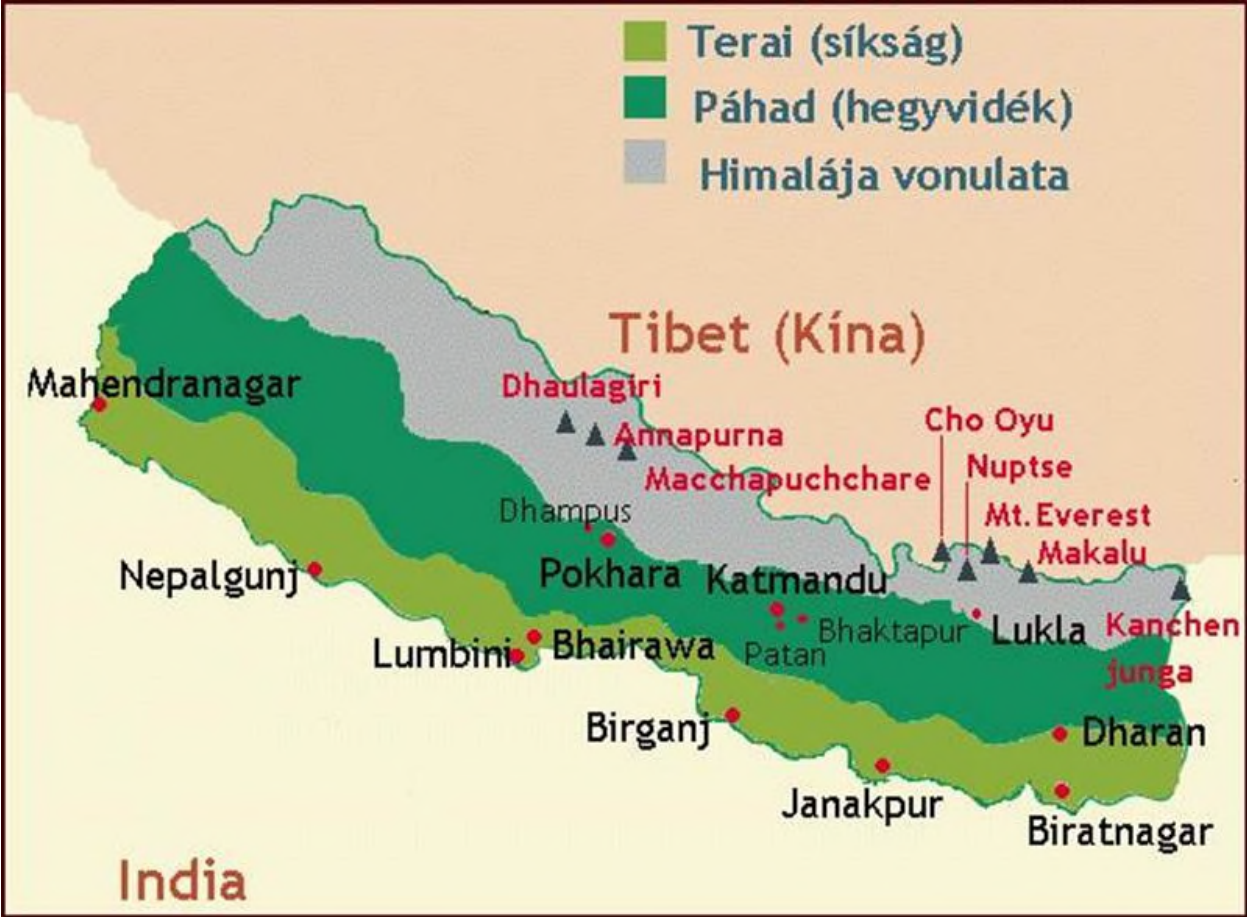 Terai (síkság)
Páhad (hegyvidék)
Himalája vonulata
Tibet (Kína)
Mahendranagar
Dhaulagiri
Annapurna
Macchapuchchare
Cho Oyu
Nuptse
Mt.Everest
Makalu
Dhampus
Pokhara
Katmandu
Nepalgunj
Bhaktapur
Lukla
Kanchen
junga
Lumbini
Bhairawa
Patan
Birganj
Dharan
Janakpur
Biratnagar
India